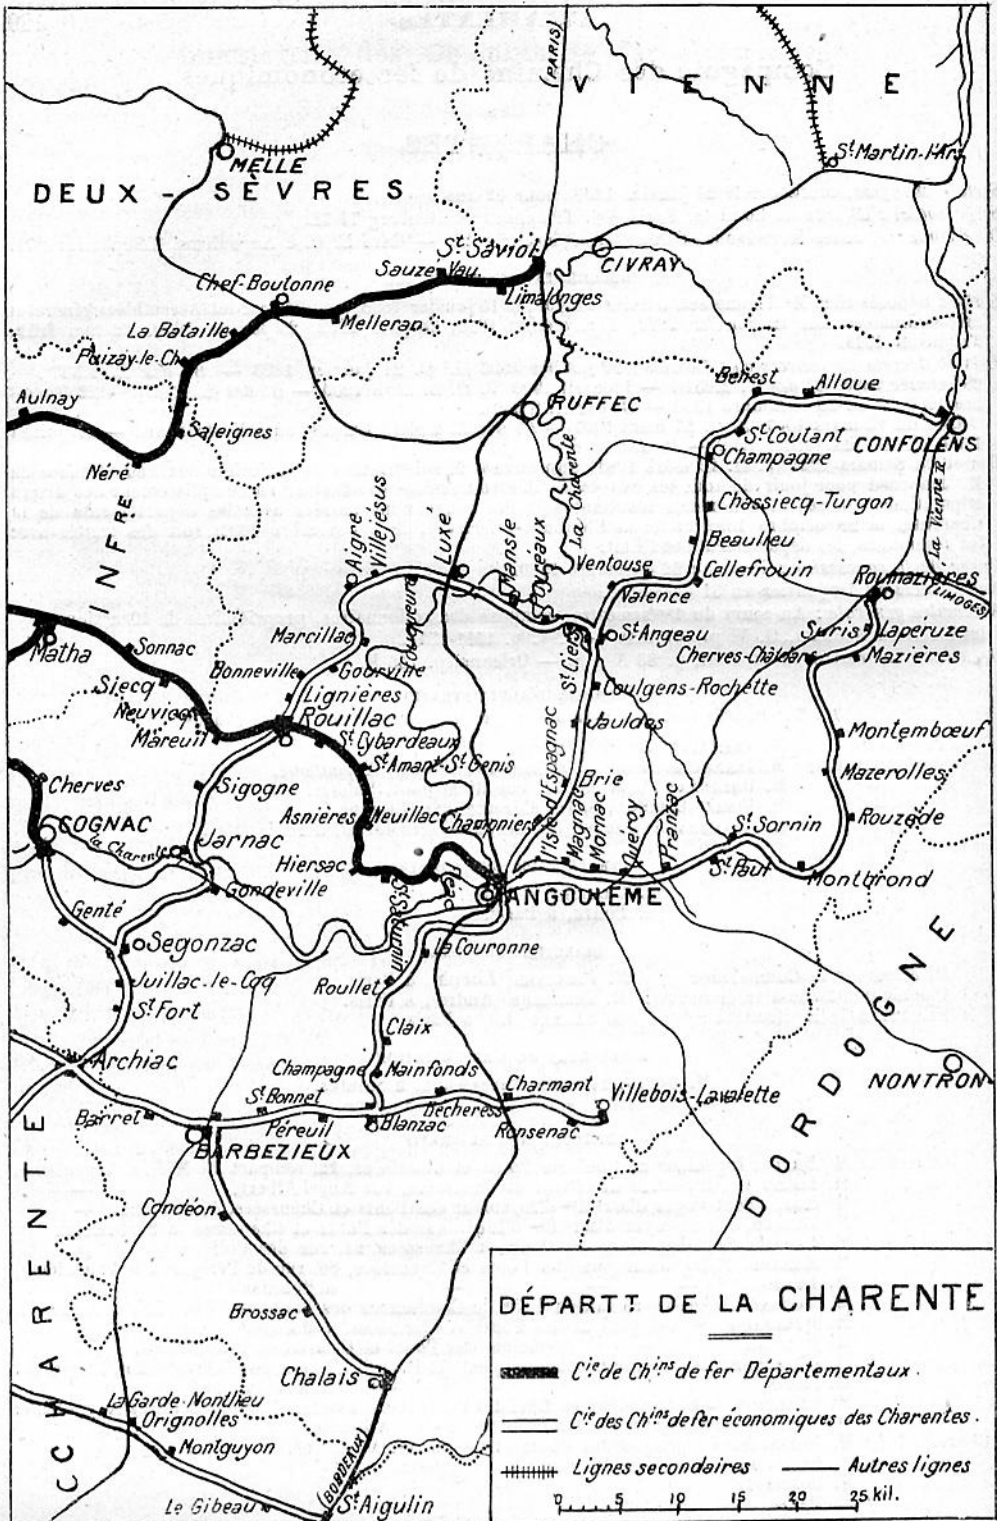 (PARIS)
VIENNE
MELLE
St. Martin-l'Ar.
DEUX-SÈVRES
St. Saviol
CIVRAY
Sauze-Vau.
Limalonges
Chef-Boutonne
Mellerap.
La Bataille
Paizay-le-Ch.
Aulnay
Saleignes
Néré
RUFFEC
Benest
Alloue
St. Coutant
CONFOLENS
Champagne
La Charente
Chassiecq-Turgon
La Vienne R.
Beaulieu
INFRE
Aigre
Villejésus
Luxé
Mansle
Ventouse
Cellefrouin
Valence
Roumazières
(LIMOGES)
Fouqueure
St. Ciers
St. Angeau
Suris
Laperuze
Marcillac
Cherves-Châtelars
Mazières
Matha
Sonnac
Bonneville
Gourville
Coulgens-Rochette
Siecq
Lignières
Neuvicq
Rouillac
Jauldes
Montembœuf
Mareuil
St. Cybardeaux
St. Amant-St. Genis
Mazerolles
Cherves
Sigogne
Brie
l'Isle d'Espagnac
Magnac
Mornac
Quéroy
Pranzac
Asnières
Neuillac
Champniers
Rouzède
COGNAC
La Charente
Jarnac
St. Sornin
Hiersac
St. Paul
Montbrond
Gondeville
ANGOULÊME
Genté
Segonzac
La Couronne
Juillac-le-Coq
Roullet
St. Fort
Claix
DORDOGNE
Archiac
Champagne
Mainfonds
NONTRON
St. Bonnet
Charmant
Villebois-Lavalette
Barret
Péreuil
Blanzac
Bécheresse
Ronsenac
BARBEZIEUX
CHARENTE
Condéon
Brossac
Chalais
La Garde-Montlieu
Orignolles
Montguyon
(BORDEAUX)
Le Gibeau
St. Aigulin
DÉPARTT DE LA CHARENTE
Cie de Chins de fer Départementaux.
Cie des Chins de fer économiques des Charentes.
Lignes secondaires
Autres lignes
0 5 10 15 20 25 kil.